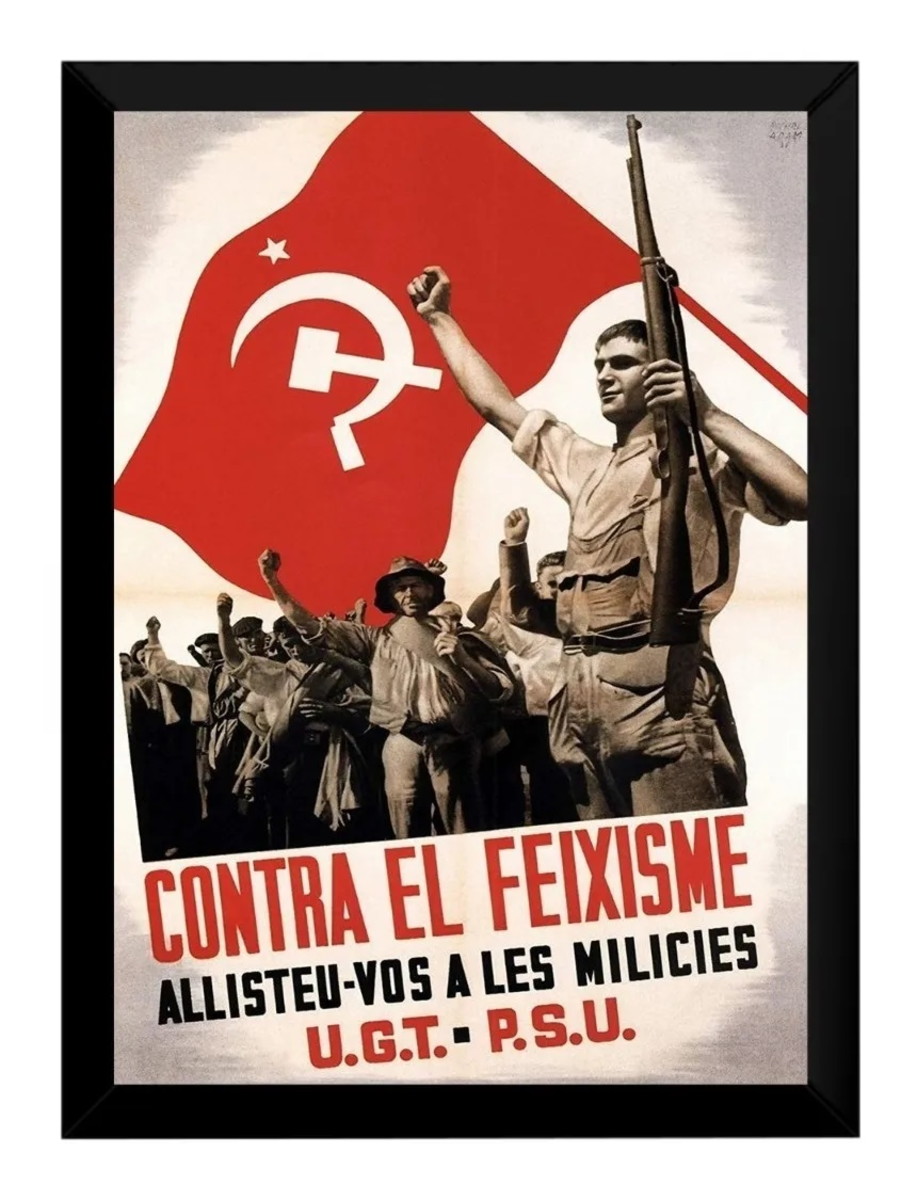 CONTRA EL FEIXISME
ALLISTEU-VOS A LES MILICIES
U.G.T. ▪ P.S.U.